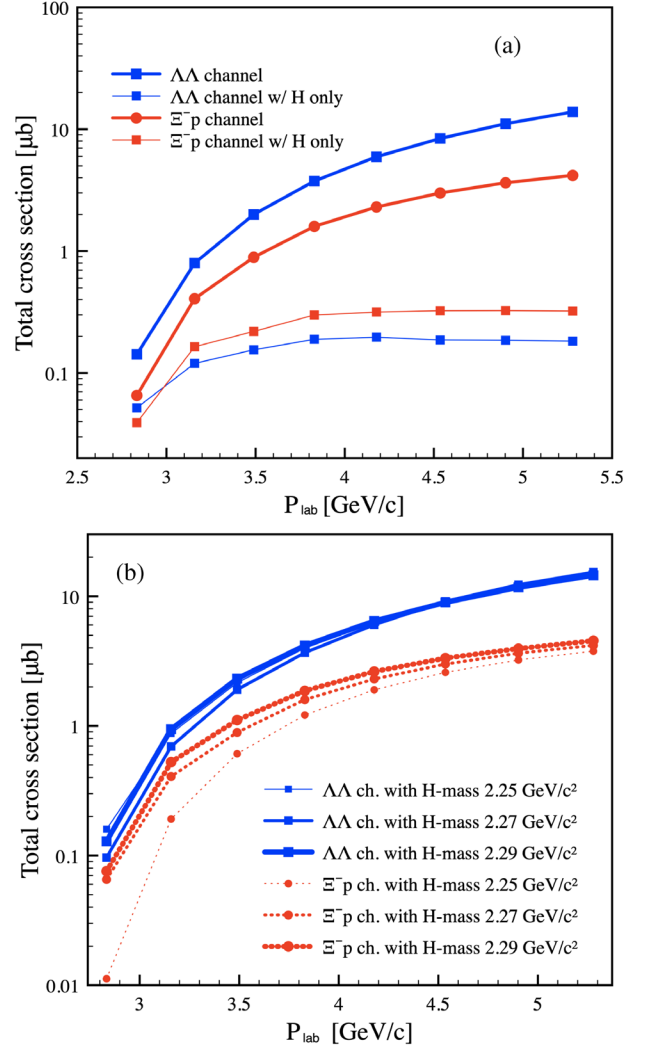 100
(a)
ΛΛ channel
ΛΛ channel w/ H only
Ξ⁻p channel
Ξ⁻p channel w/ H only
10
1
0.1
Total cross section [μb]
2.5 3 3.5 4 4.5 5 5.5
P lab [GeV/c]
(b)
10
1
0.1
0.01
Total cross section [μb]
ΛΛ ch. with H-mass 2.25 GeV/c²
ΛΛ ch. with H-mass 2.27 GeV/c²
ΛΛ ch. with H-mass 2.29 GeV/c²
Ξ⁻p ch. with H-mass 2.25 GeV/c²
Ξ⁻p ch. with H-mass 2.27 GeV/c²
Ξ⁻p ch. with H-mass 2.29 GeV/c²
3 3.5 4 4.5 5
P lab [GeV/c]